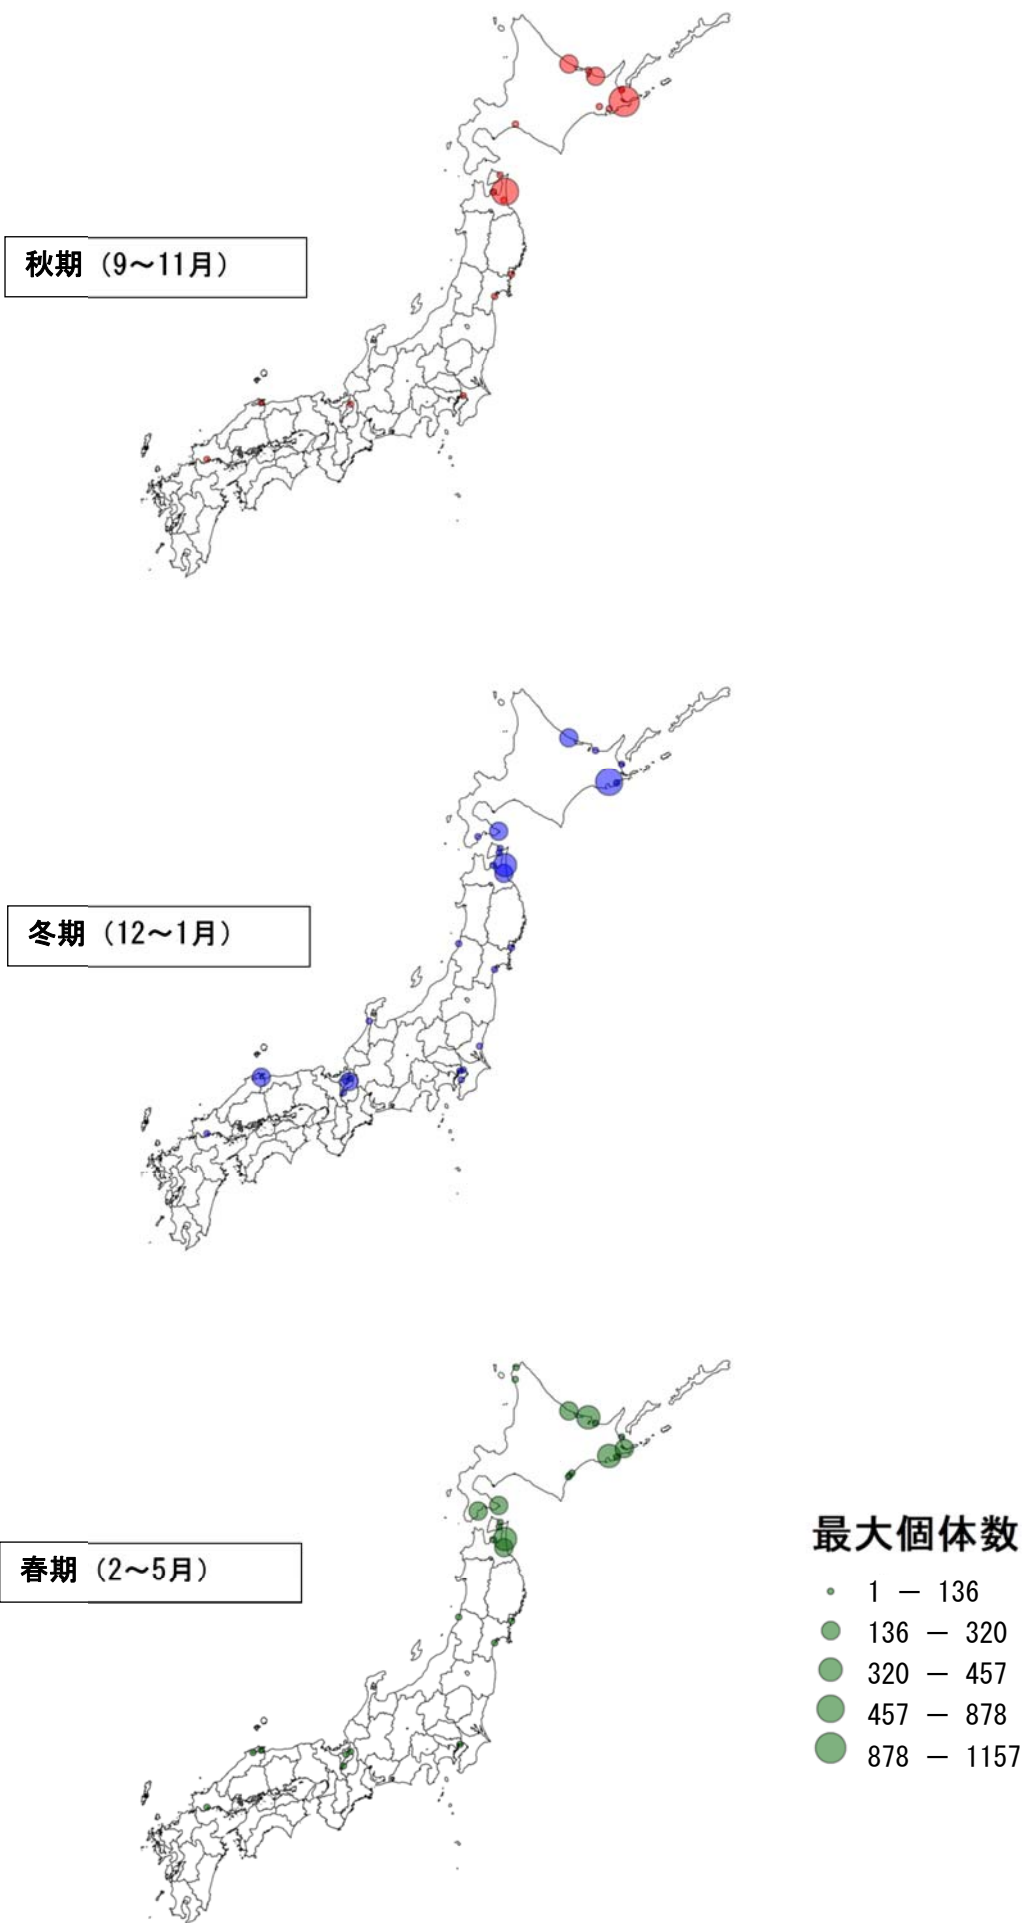 秋期（9～11月）
冬期（12～1月）
春期（2～5月）
最大個体数
1 － 136
136 － 320
320 － 457
457 － 878
878 － 1157